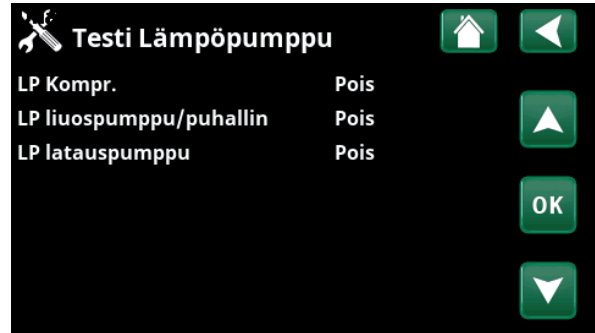 Testi Lämpöpumppu
LP Kompr. Pois
LP liuospumppu/puhallin Pois
LP latauspumppu Pois
OK